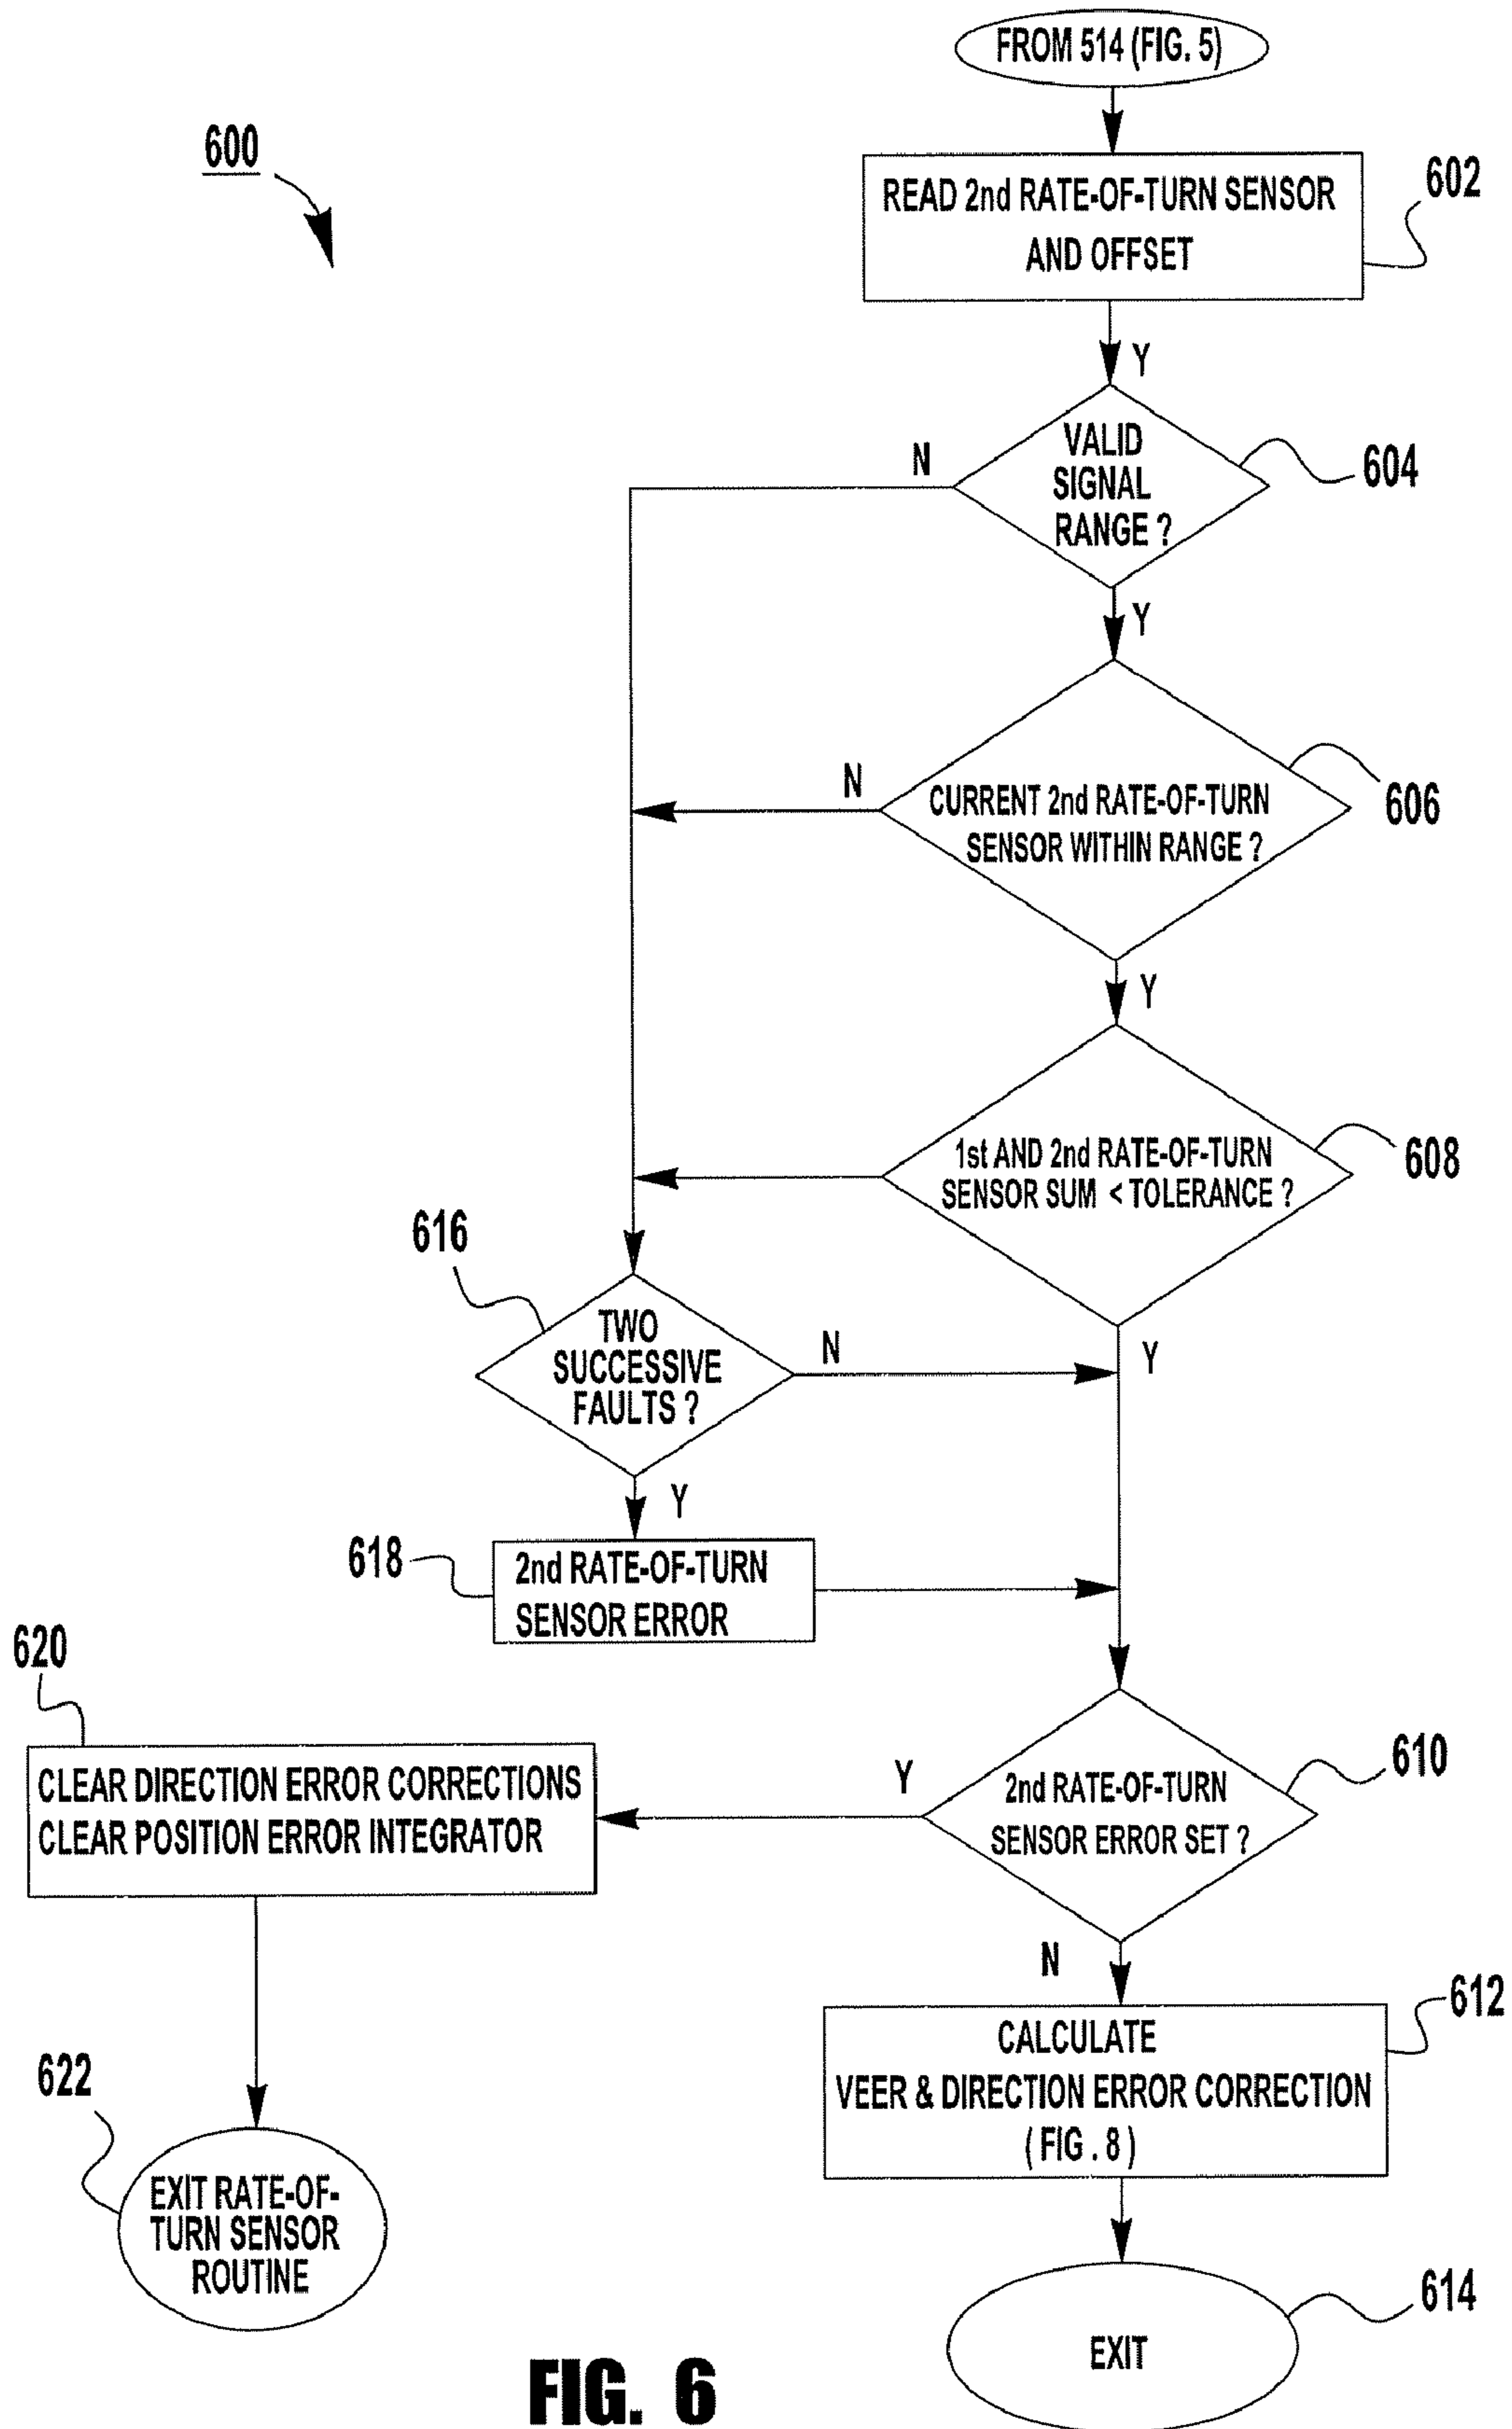 FROM 514 (FIG. 5)
600
READ 2nd RATE-OF-TURN SENSOR
AND OFFSET
602
Y
VALID
SIGNAL
RANGE ?
604
N
Y
CURRENT 2nd RATE-OF-TURN
SENSOR WITHIN RANGE ?
606
N
Y
1st AND 2nd RATE-OF-TURN
SENSOR SUM < TOLERANCE ?
608
616
TWO
SUCCESSIVE
FAULTS ?
N
Y
Y
618
2nd RATE-OF-TURN
SENSOR ERROR
620
CLEAR DIRECTION ERROR CORRECTIONS
CLEAR POSITION ERROR INTEGRATOR
Y
2nd RATE-OF-TURN
SENSOR ERROR SET ?
610
N
612
CALCULATE
VEER & DIRECTION ERROR CORRECTION
( FIG . 8 )
622
EXIT RATE-OF-
TURN SENSOR
ROUTINE
614
EXIT
FIG. 6